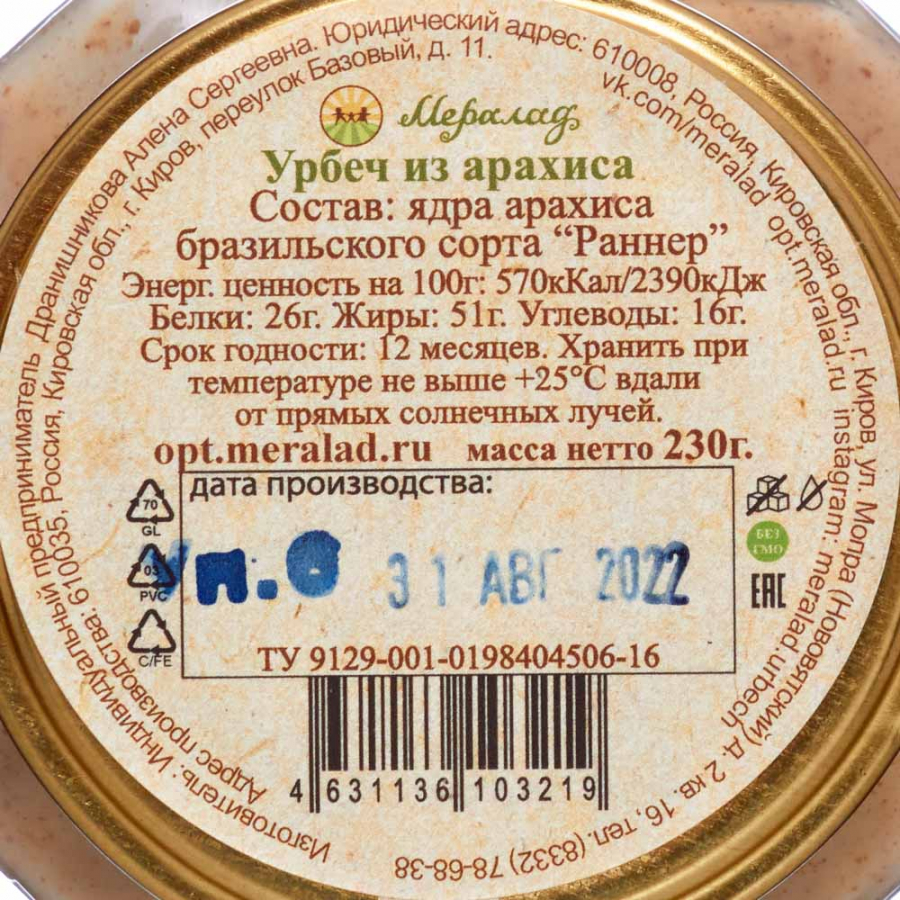 Изготовитель: Индивидуальный предприниматель Дранишникова Алена Сергеевна. Юридический адрес: 610008, Россия, Кировская обл., г. Киров, ул. Мопра (Нововятский) д. 2 кв. 16, тел. (8332) 78-68-38
Адрес производства: 610035, Россия, Кировская обл., г. Киров, переулок Базовый, д. 11.
vk.com/meralad opt.meralad.ru instagram: meralad.urbech
Мералад
Урбеч из арахиса
Состав: ядра арахиса
бразильского сорта “Раннер”
Энерг. ценность на 100г: 570кКал/2390кДж
Белки: 26г. Жиры: 51г. Углеводы: 16г.
Срок годности: 12 месяцев. Хранить при
температуре не выше +25°С вдали
от прямых солнечных лучей.
opt.meralad.ru масса нетто 230г.
дата производства:
70
GL
03
PVC
C/FE
п.8 31 АВГ 2022
БЕЗ
ГМО
EAC
ТУ 9129-001-0198404506-16
4 631136 103219